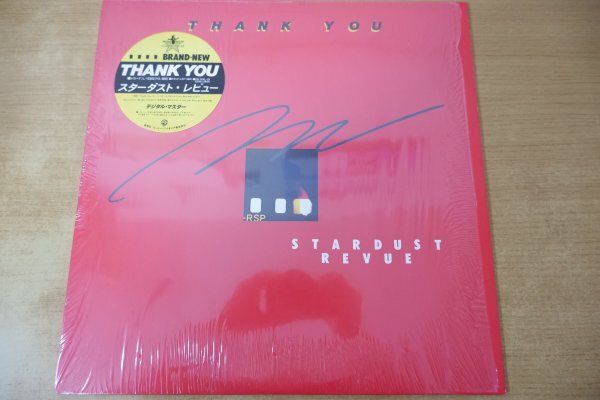 THANK YOU
BRAND-NEW
THANK YOU
スターダスト・レビュー
デジタル・マスター
-RSP
STARDUST
REVUE